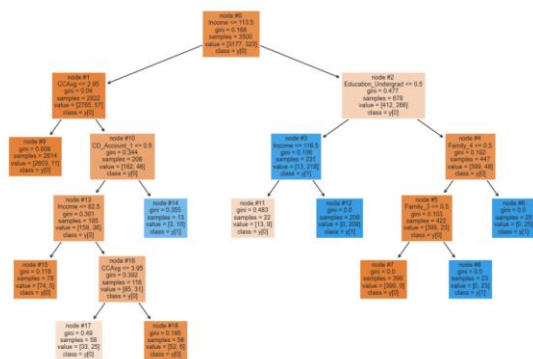 node #0
Income <= 113.5
gini = 0.168
samples = 3500
value = [3177, 323]
class = y[0]
node #1
CCAvg <= 2.95
gini = 0.04
samples = 2822
value = [2765, 57]
class = y[0]
node #2
Education_Undergrad <= 0.5
gini = 0.477
samples = 678
value = [412, 266]
class = y[0]
node #9
gini = 0.008
samples = 2614
value = [2603, 11]
class = y[0]
node #10
CD_Account_1 <= 0.5
gini = 0.344
samples = 208
value = [162, 46]
class = y[0]
node #3
Income <= 116.5
gini = 0.106
samples = 231
value = [13, 218]
class = y[1]
node #4
Family_4 <= 0.5
gini = 0.192
samples = 447
value = [399, 48]
class = y[0]
node #13
Income <= 82.5
gini = 0.301
samples = 195
value = [159, 36]
class = y[0]
node #14
gini = 0.355
samples = 13
value = [3, 10]
class = y[1]
node #11
gini = 0.483
samples = 22
value = [13, 9]
class = y[0]
node #12
gini = 0.0
samples = 209
value = [0, 209]
class = y[1]
node #5
Family_3 <= 0.5
gini = 0.103
samples = 422
value = [399, 23]
class = y[0]
node #6
gini = 0.0
samples = 25
value = [0, 25]
class = y[1]
node #15
gini = 0.119
samples = 79
value = [74, 5]
class = y[0]
node #16
CCAvg <= 3.95
gini = 0.392
samples = 116
value = [85, 31]
class = y[0]
node #7
gini = 0.0
samples = 399
value = [399, 0]
class = y[0]
node #8
gini = 0.0
samples = 23
value = [0, 23]
class = y[1]
node #17
gini = 0.49
samples = 58
value = [33, 25]
class = y[0]
node #18
gini = 0.185
samples = 58
value = [52, 6]
class = y[0]